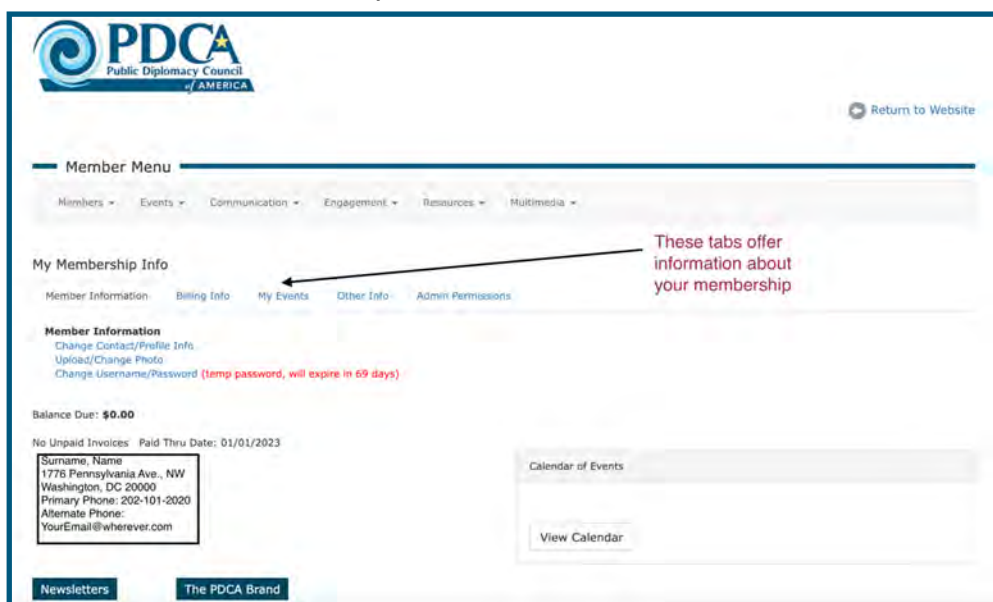 PDCA
Public Diplomacy Council
of AMERICA
Return to Website
Member Menu
Members Events Communication Engagement Resources Multimedia
These tabs offer
information about
your membership
My Membership Info
Member Information Billing Info My Events Other Info Admin Permissions
Member Information
Change Contact/Profile Info
Upload/Change Photo
Change Username/Password (temp password, will expire in 69 days)
Balance Due: $0.00
No Unpaid Invoices Paid Thru Date: 01/01/2023
Surname, Name
1776 Pennsylvania Ave., NW
Washington, DC 20000
Primary Phone: 202-101-2020
Alternate Phone:
YourEmail@wherever.com
Calendar of Events
View Calendar
Newsletters The PDCA Brand